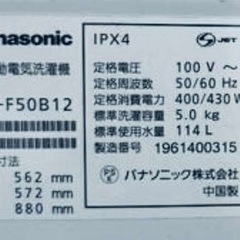 nasonic
動電気洗濯機
-F50B12
寸法
562 mm
572 mm
880 mm
IPX4
JET
定格電圧 100 V ～
定格周波数 50/60 H
定格消費電力 400/430 W
標準洗濯容量 5.0 kg
標準使用水量 114 L
製造番号 1961400315
パナソニック株式会社
中国製